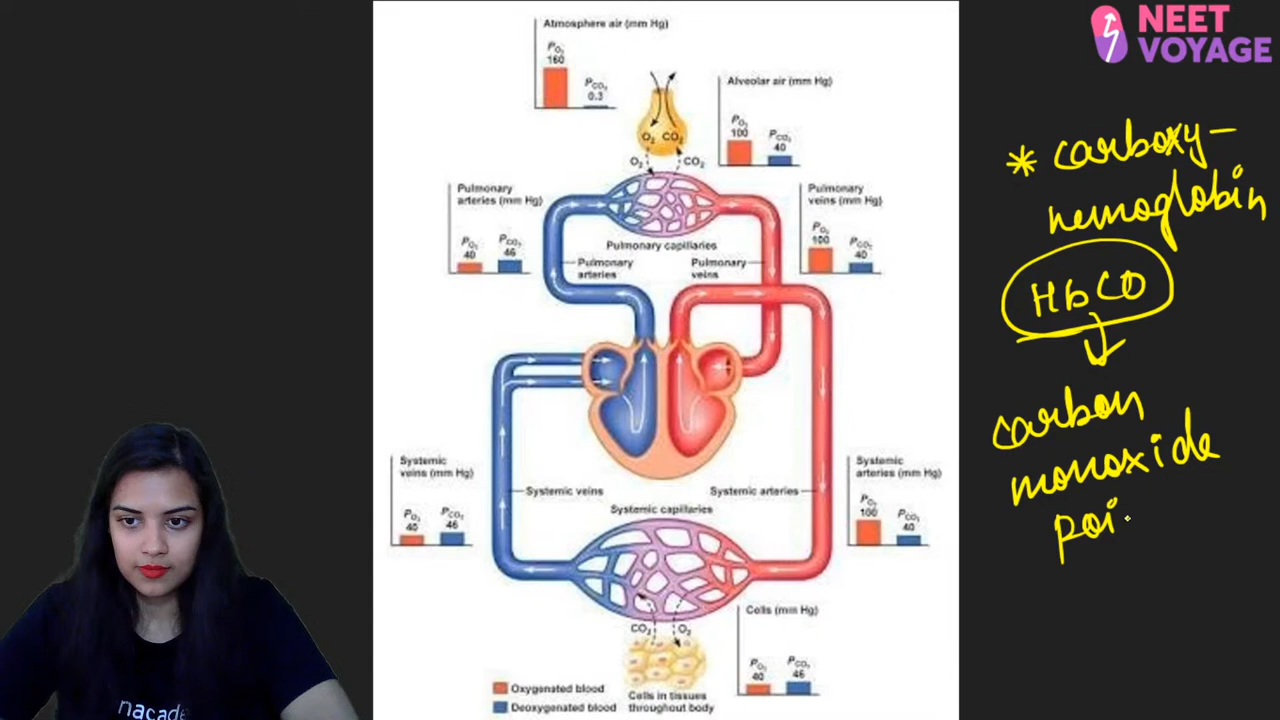 NEET
VOYAGE
Atmosphere air (mm Hg)
PO2
160
PCO2
0.3
Alveolar air (mm Hg)
PO2
100
PCO2
40
O2 CO2
O2 CO2
Pulmonary
arteries (mm Hg)
PO2
40
PCO2
46
Pulmonary
veins (mm Hg)
PO2
100
PCO2
40
Pulmonary capillaries
Pulmonary
arteries
Pulmonary
veins
Systemic
veins (mm Hg)
PO2
40
PCO2
46
Systemic veins
Systemic arteries
Systemic capillaries
Systemic
arteries (mm Hg)
PO2
100
PCO2
40
Cells (mm Hg)
PO2
40
PCO2
46
CO2 O2
Cells in tissues
throughout body
Oxygenated blood
Deoxygenated blood
* carboxy-
hemoglobin
HbCO
carbon
monoxide
poi
nacade